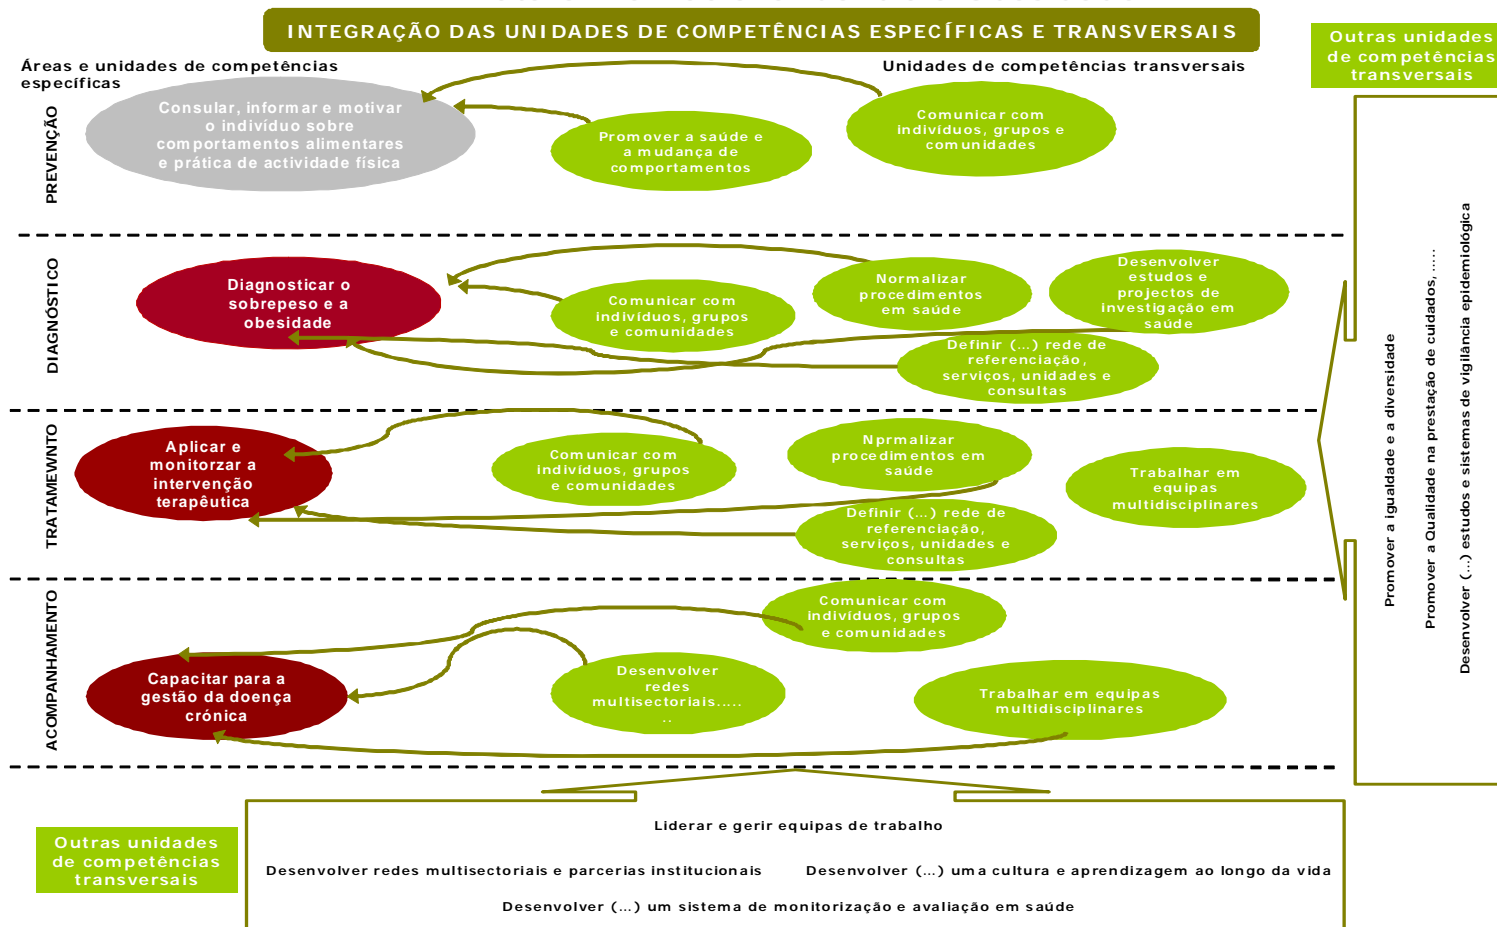 INTEGRAÇÃO DAS UNIDADES DE COMPETÊNCIAS ESPECÍFICAS E TRANSVERSAIS
Outras unidades
de competências
transversais
Áreas e unidades de competências
específicas
Unidades de competências transversais
PREVENÇÃO
Consular, informar e motivar
o indivíduo sobre
comportamentos alimentares
e prática de actividade física
Promover a saúde e
a mudança de
comportamentos
Comunicar com
indivíduos, grupos e
comunidades
DIAGNÓSTICO
Diagnosticar o
sobrepeso e a
obesidade
Comunicar com
indivíduos, grupos
e comunidades
Normalizar
procedimentos
em saúde
Desenvolver
estudos e
projectos de
investigação em
saúde
Definir (...) rede de
referenciação,
serviços, unidades e
consultas
TRATAMEWNTO
Aplicar e
monitorzar a
intervenção
terapêutica
Comunicar com
indivíduos, grupos
e comunidades
Nprmalizar
procedimentos em
saúde
Trabalhar em
equipas
multidisciplinares
Definir (...) rede de
referenciação,
serviços, unidades e
consultas
ACOMPANHAMENTO
Capacitar para a
gestão da doença
crónica
Comunicar com
indivíduos, grupos
e comunidades
Desenvolver
redes
multisectoriais.....
..
Trabalhar em equipas
multidisciplinares
Promover a igualdade e a diversidade
Promover a Qualidade na prestação de cuidados, .....
Desenvolver (...) estudos e sistemas de vigilância epidemiológica
Outras unidades
de competências
transversais
Liderar e gerir equipas de trabalho
Desenvolver redes multisectoriais e parcerias institucionais
Desenvolver (...) uma cultura e aprendizagem ao longo da vida
Desenvolver (...) um sistema de monitorização e avaliação em saúde